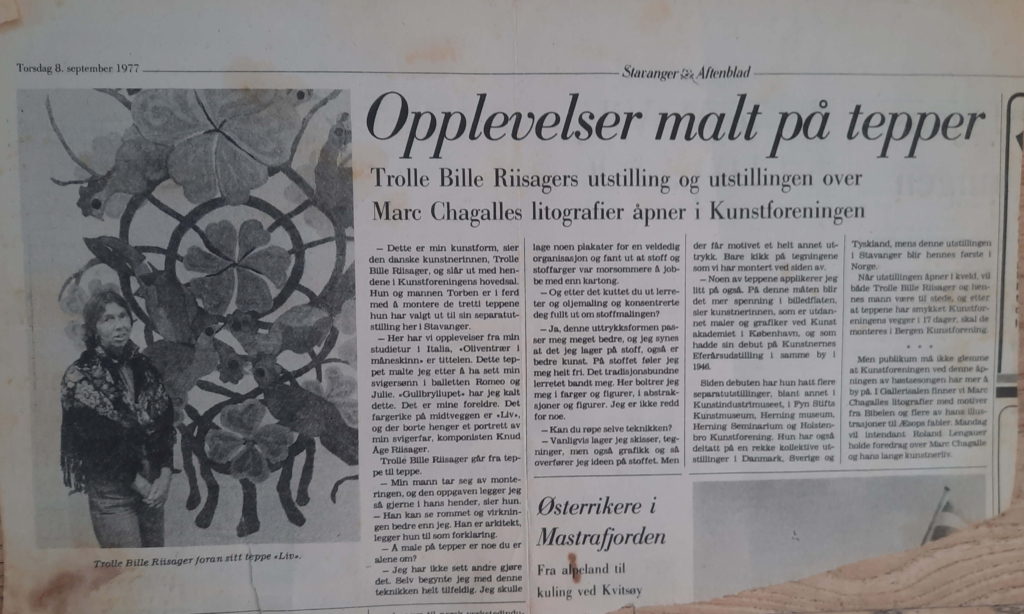 Torsdag 8. september 1977
Stavanger Aftenblad
Opplevelser malt på tepper
Trolle Bille Riisagers utstilling og utstillingen over
Marc Chagalles litografier åpner i Kunstforeningen
Trolle Bille Riisager foran sitt teppe «Liv».
— Dette er min kunstform, sier
den danske kunstnerinnen, Trolle
Bille Riisager, og slår ut med hen-
dene i Kunstforeningens hovedsal.
Hun og mannen Torben er i ferd
med å montere de tretti teppene
hun har valgt ut til sin separatut-
stilling her i Stavanger.
— Her har vi opplevelser fra min
studietur i Italia, «Oliventrær i
måneskinn» er tittelen. Dette tep-
pet malte jeg etter å ha sett min
svigersønn i balletten Romeo og
Julie. «Gullbryllupet» har jeg kalt
dette. Det er mine foreldre. Det
fargerike på midtveggen er «Liv»,
og der borte henger et portrett av
min svigerfar, komponisten Knud
Åge Riisager.
Trolle Bille Riisager går fra tep-
pe til teppe.
— Min mann tar seg av monte-
ringen, og den oppgaven legger jeg
så gjerne i hans hender, sier hun.
— Han kan se rommet og virknin-
gen bedre enn jeg. Han er arkitekt,
legger hun til som forklaring.
— Å male på tepper er noe du er
alene om?
— Jeg har ikke sett andre gjøre
det. Selv begynte jeg med denne
teknikken helt tilfeldig. Jeg skulle
lage noen plakater for en veldedig
organisasjon og fant ut at stoff og
stoffarger var morsommere å job-
be med enn kartong.
— Og etter det kuttet du ut lerre-
ter og oljemaling og konsentrerte
deg fullt ut om stoffmalingen?
— Ja, denne uttrykksformen pas-
ser meg meget bedre, og jeg synes
at det jeg lager på stoff, også er
bedre kunst. På stoffet føler jeg
meg helt fri. Det tradisjonsbundne
lerretet bandt meg. Her boltrer jeg
meg i farger og figurer, i abstrak-
sjoner og figurer. Jeg er ikke redd
for noe.
— Kan du røpe selve teknikken?
— Vanligvis lager jeg skisser, teg-
ninger, men også grafikk og så
overfører jeg ideen på stoffet. Men
der får motivet et helt annet ut-
trykk. Bare kikk på tegningene
som vi har montert ved siden av.
— Noen av teppene applikerer jeg
litt på også. På denne måten blir
det mer spenning i billedflaten,
sier kunstnerinnen, som er utdan-
net maler og grafiker ved Kunst
akademiet i København, og som
hadde sin debut på Kunstnernes
Efterårsudstilling i samme by i
1946.
Siden debuten har hun hatt flere
separatutstillinger, blant annet i
Kunstindustrimuseet, i Fyn Stifts
Kunstmuseum, Herning museum,
Herning Seminarium og Holsten-
bro Kunstforening. Hun har også
deltatt på en rekke kollektive ut-
stillinger i Danmark, Sverige og
Tyskland, mens denne utstillingen
i Stavanger blir hennes første i
Norge.
Når utstillingen åpner i kveld, vil
både Trolle Bille Riisager og hen-
nes mann være til stede, og etter
at teppene har smykket Kunstfor-
eningens vegger i 17 dager, skal de
monteres i Bergen Kunstforening.
* * *
Men publikum må ikke glemme
at Kunstforeningen ved denne åp-
ningen av høstsesongen har mer å
by på. I Gallerisalen finner vi Marc
Chagalles litografier med motiver
fra Bibelen og flere av hans illus-
trasjoner til Æsops fabler. Mandag
vil intendant Roland Lengauer
holde foredrag over Marc Chagalle
og hans lange kunstnerliv.
Østerrikere i
Mastrafjorden
Fra alpeland til
kuling ved Kvitsøy